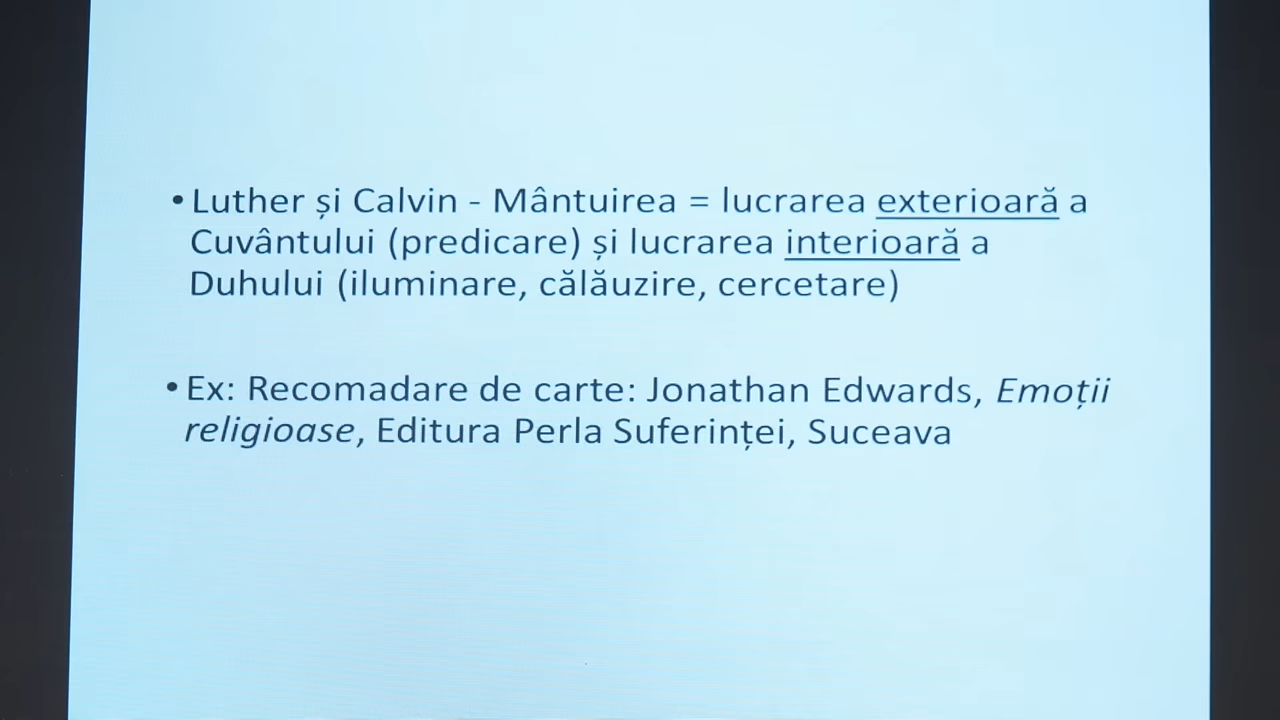 • Luther și Calvin - Mântuirea = lucrarea exterioară a
Cuvântului (predicare) și lucrarea interioară a
Duhului (iluminare, călăuzire, cercetare)
• Ex: Recomadare de carte: Jonathan Edwards, Emoții
religioase, Editura Perla Suferinței, Suceava